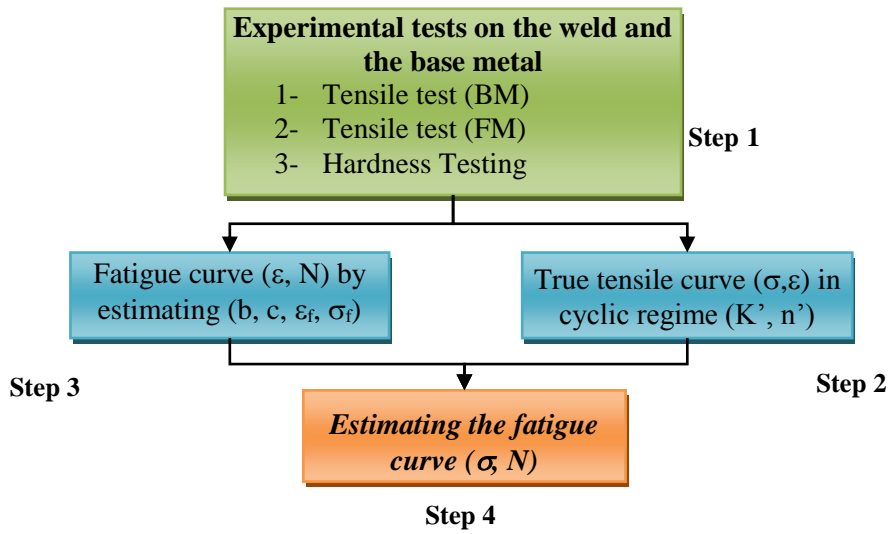 Experimental tests on the weld and
the base metal
1- Tensile test (BM)
2- Tensile test (FM)
3- Hardness Testing
Step 1
Fatigue curve (ε, N) by
estimating (b, c, εf, σf)
True tensile curve (σ,ε) in
cyclic regime (K’, n’)
Step 3
Step 2
Estimating the fatigue
curve (σ, N)
Step 4